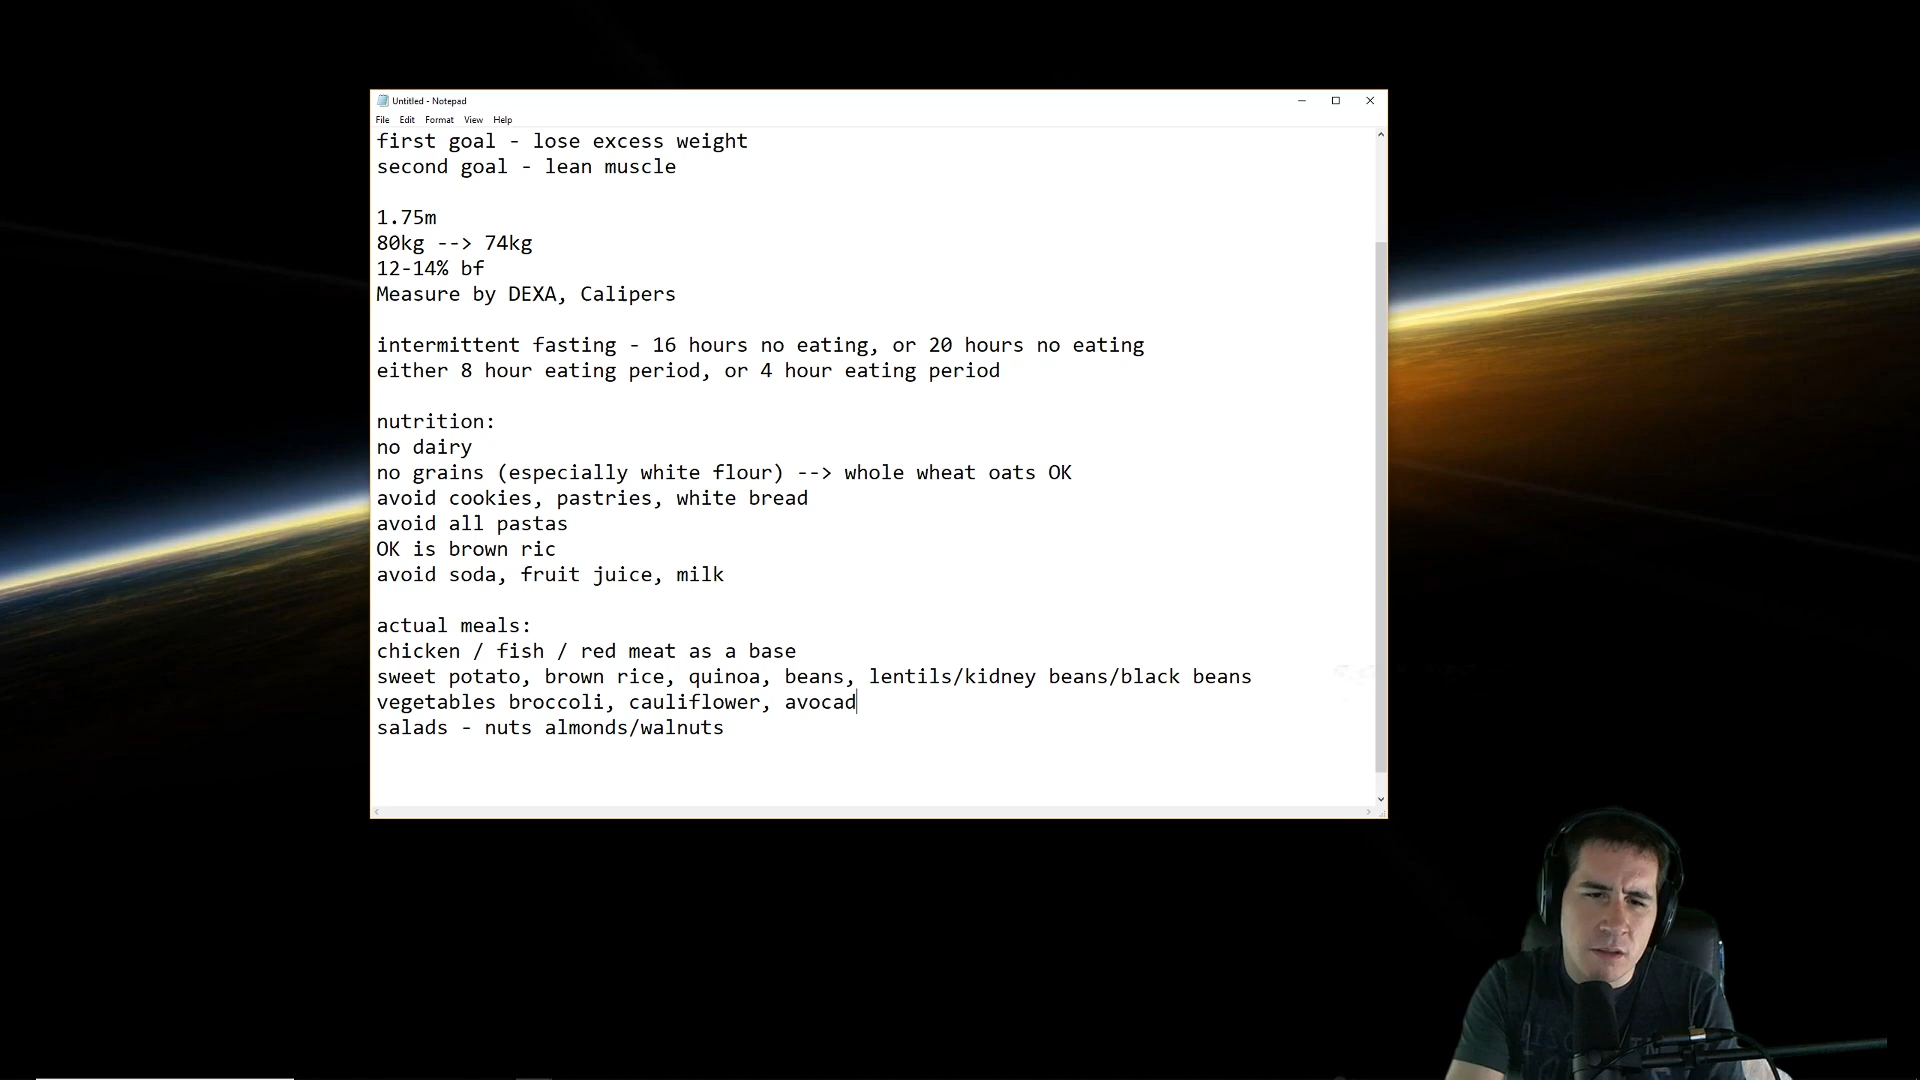 Untitled - Notepad
File Edit Format View Help
first goal - lose excess weight
second goal - lean muscle
1.75m
80kg --> 74kg
12-14% bf
Measure by DEXA, Calipers
intermittent fasting - 16 hours no eating, or 20 hours no eating
either 8 hour eating period, or 4 hour eating period
nutrition:
no dairy
no grains (especially white flour) --> whole wheat oats OK
avoid cookies, pastries, white bread
avoid all pastas
OK is brown ric
avoid soda, fruit juice, milk
actual meals:
chicken / fish / red meat as a base
sweet potato, brown rice, quinoa, beans, lentils/kidney beans/black beans
vegetables broccoli, cauliflower, avocad
salads - nuts almonds/walnuts